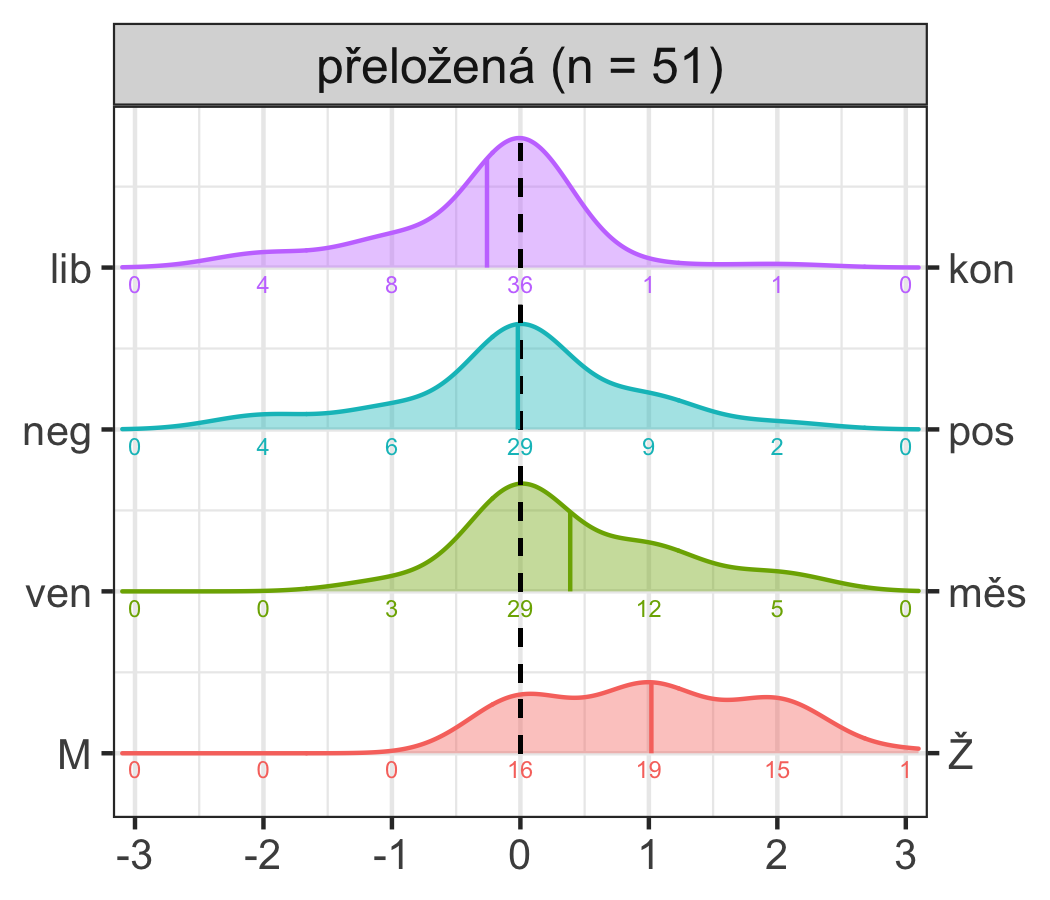 přeložená (n = 51)
lib kon
0 4 8 36 1 1 0
neg pos
0 4 6 29 9 2 0
ven měs
0 0 3 29 12 5 0
M Ž
0 0 0 16 19 15 1
-3 -2 -1 0 1 2 3